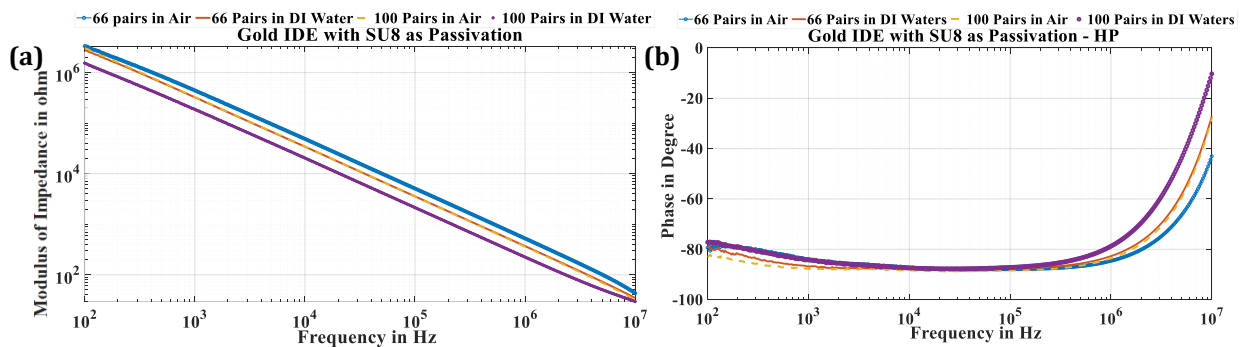 66 pairs in Air 66 Pairs in DI Water 100 Pairs in Air 100 Pairs in DI Water
(a)
Gold IDE with SU8 as Passivation
Modulus of Impedance in ohm
10^6
10^4
10^2
10^2 10^3 10^4 10^5 10^6 10^7
Frequency in Hz
66 Pairs in Air 66 Pairs in DI Waters 100 Pairs in Air 100 Pairs in DI Waters
(b)
Gold IDE with SU8 as Passivation - HP
Phase in Degree
0
-20
-40
-60
-80
-100
10^2 10^3 10^4 10^5 10^6 10^7
Frequency in Hz